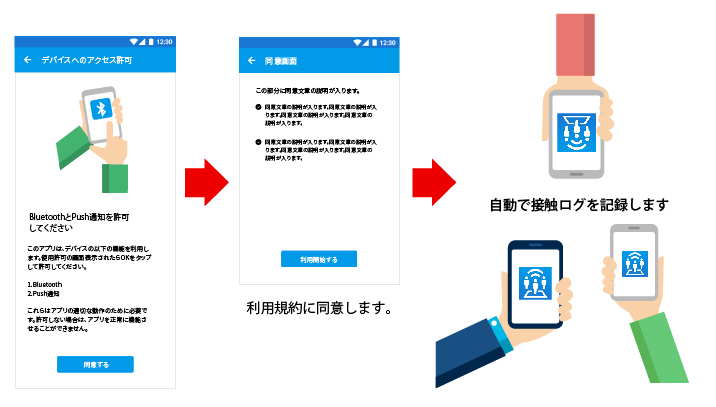 12:30
デバイスへのアクセス許可
BluetoothとPush通知を許可
してください
このアプリは、デバイスの以下の機能を利用し
ます。使用許可の画面表示されたらOKをタップ
して許可してください。
1.Bluetooth
2.Push通知
これらはアプリの適切な動作のために必要で
す。許可しない場合は、アプリを正常に機能さ
せることができません。
同意する
12:30
同意画面
この部分に同意文章の説明が入ります。
同意文章の説明が入ります。同意文章の説明が入
ります。同意文章の説明が入ります。同意文章の
説明が入ります。
同意文章の説明が入ります。同意文章の説明が入
ります。同意文章の説明が入ります。同意文章の
説明が入ります。
利用開始する
利用規約に同意します。
自動で接触ログを記録します